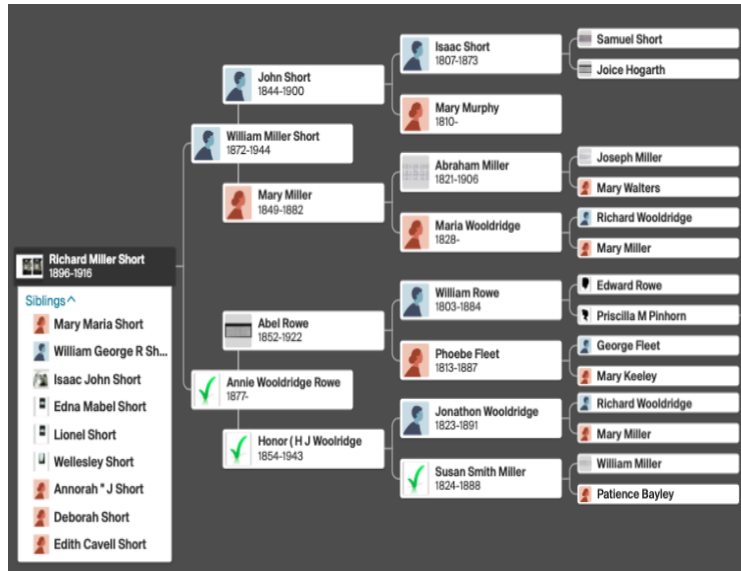 Isaac Short
1807-1873
Samuel Short
Joice Hogarth
John Short
1844-1900
Mary Murphy
1810-
William Miller Short
1872-1944
Abraham Miller
1821-1906
Joseph Miller
Mary Walters
Mary Miller
1849-1882
Maria Wooldridge
1828-
Richard Wooldridge
Mary Miller
Richard Miller Short
1896-1916
Siblings^
Mary Maria Short
William George R Sh...
Isaac John Short
Edna Mabel Short
Lionel Short
Wellesley Short
Annorah " J Short
Deborah Short
Edith Cavell Short
William Rowe
1803-1884
Edward Rowe
Priscilla M Pinhorn
Abel Rowe
1852-1922
Phoebe Fleet
1813-1887
George Fleet
Mary Keeley
Annie Wooldridge Rowe
1877-
Jonathon Wooldridge
1823-1891
Richard Wooldridge
Mary Miller
Honor ( H J Woolridge
1854-1943
Susan Smith Miller
1824-1888
William Miller
Patience Bayley